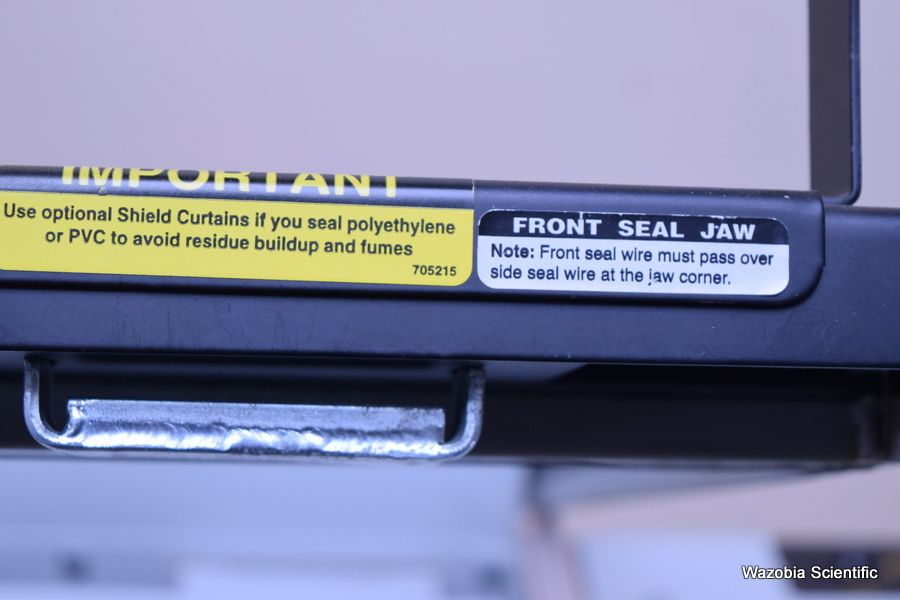 IMPORTANT
Use optional Shield Curtains if you seal polyethylene
or PVC to avoid residue buildup and fumes
705215
FRONT SEAL JAW
Note: Front seal wire must pass over
side seal wire at the jaw corner.
Wazobia Scientific